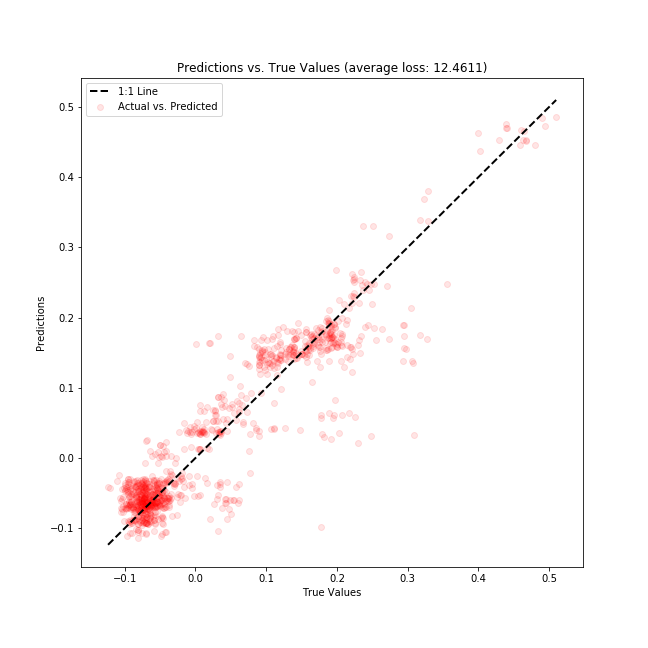 Predictions vs. True Values (average loss: 12.4611)
1:1 Line
Actual vs. Predicted
0.5
0.4
0.3
0.2
0.1
0.0
−0.1
Predictions
−0.1 0.0 0.1 0.2 0.3 0.4 0.5
True Values